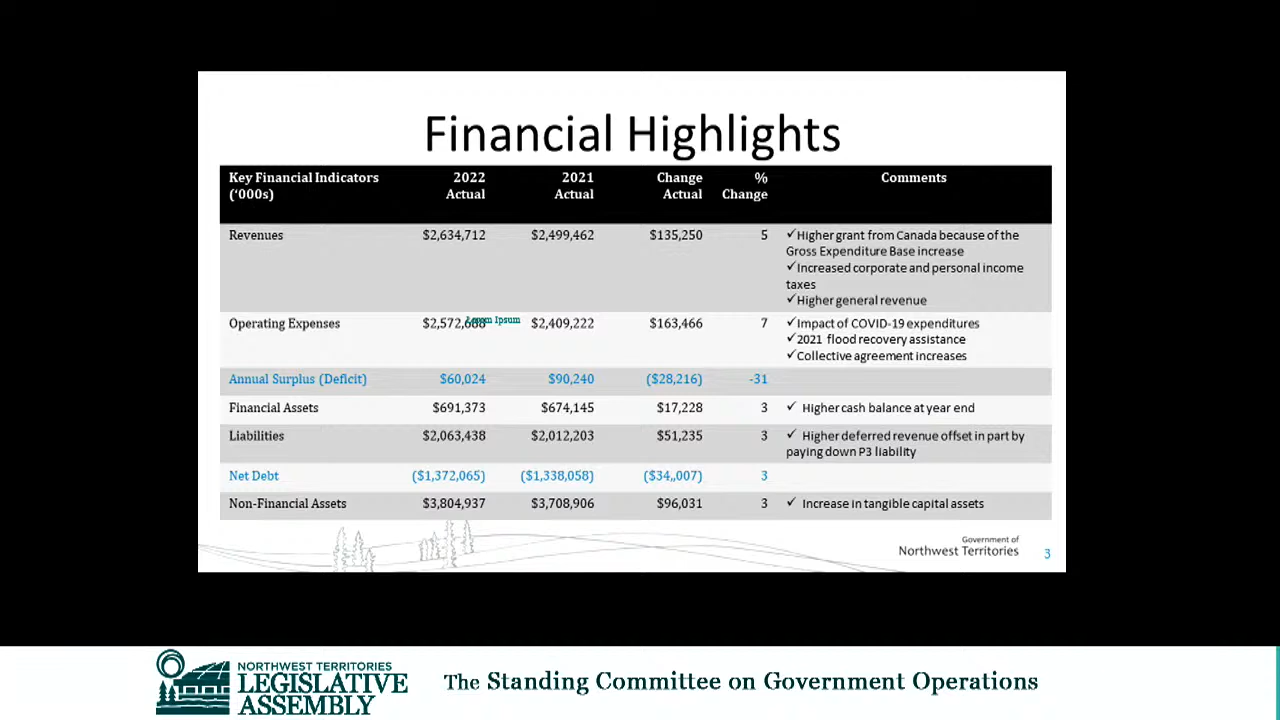 Financial Highlights
Key Financial Indicators 2022 2021 Change % Comments
(‘000s) Actual Actual Actual Change
Revenues $2,634,712 $2,499,462 $135,250 5 ✓Higher grant from Canada because of the
Gross Expenditure Base increase
✓Increased corporate and personal income
taxes
✓Higher general revenue
Operating Expenses $2,572,688 Lorem Ipsum $2,409,222 $163,466 7 ✓Impact of COVID-19 expenditures
✓2021 flood recovery assistance
✓Collective agreement increases
Annual Surplus (Deficit) $60,024 $90,240 ($28,216) -31
Financial Assets $691,373 $674,145 $17,228 3 ✓ Higher cash balance at year end
Liabilities $2,063,438 $2,012,203 $51,235 3 ✓ Higher deferred revenue offset in part by
paying down P3 liability
Net Debt ($1,372,065) ($1,338,058) ($34,,007) 3
Non-Financial Assets $3,804,937 $3,708,906 $96,031 3 ✓ Increase in tangible capital assets
Government of
Northwest Territories 3
NORTHWEST TERRITORIES
LEGISLATIVE
ASSEMBLY
The Standing Committee on Government Operations